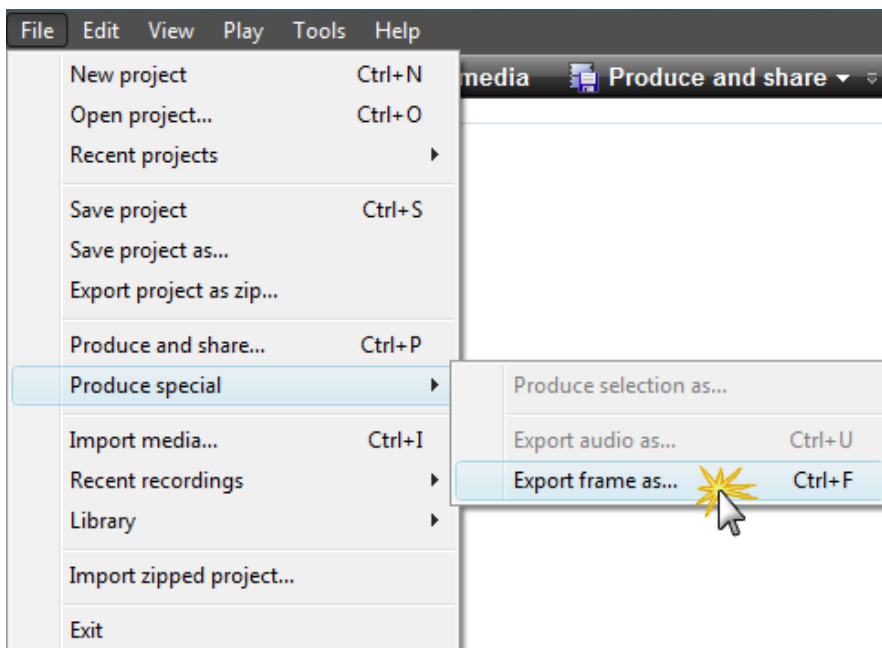 File Edit View Play Tools Help
New project Ctrl+N
media Produce and share
Open project... Ctrl+O
Recent projects
Save project Ctrl+S
Save project as...
Export project as zip...
Produce and share... Ctrl+P
Produce special
Produce selection as...
Import media... Ctrl+I
Export audio as... Ctrl+U
Recent recordings
Export frame as... Ctrl+F
Library
Import zipped project...
Exit